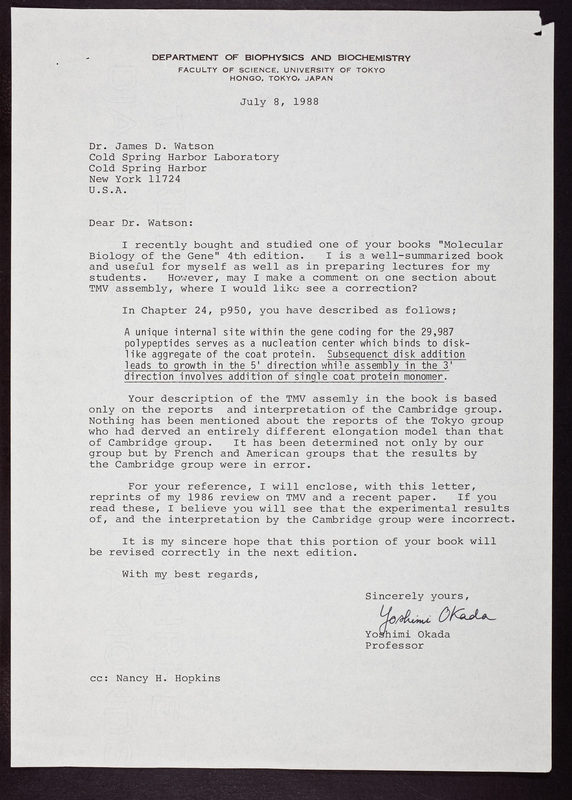 DEPARTMENT OF BIOPHYSICS AND BIOCHEMISTRY
FACULTY OF SCIENCE, UNIVERSITY OF TOKYO
HONGO, TOKYO, JAPAN
July 8, 1988
Dr. James D. Watson
Cold Spring Harbor Laboratory
Cold Spring Harbor
New York 11724
U.S.A.
Dear Dr. Watson:
I recently bought and studied one of your books "Molecular
Biology of the Gene" 4th edition. I is a well-summarized book
and useful for myself as well as in preparing lectures for my
students. However, may I make a comment on one section about
TMV assembly, where I would like see a correction?
In Chapter 24, p950, you have described as follows;
A unique internal site within the gene coding for the 29,987
polypeptides serves as a nucleation center which binds to disk-
like aggregate of the coat protein. Subsequenct disk addition
leads to growth in the 5' direction while assembly in the 3'
direction involves addition of single coat protein monomer.
Your description of the TMV assemly in the book is based
only on the reports and interpretation of the Cambridge group.
Nothing has been mentioned about the reports of the Tokyo group
who had derved an entirely different elongation model than that
of Cambridge group. It has been determined not only by our
group but by French and American groups that the results by
the Cambridge group were in error.
For your reference, I will enclose, with this letter,
reprints of my 1986 review on TMV and a recent paper. If you
read these, I believe you will see that the experimental results
of, and the interpretation by the Cambridge group were incorrect.
It is my sincere hope that this portion of your book will
be revised correctly in the next edition.
With my best regards,
Sincerely yours,
Yoshimi Okada
Yoshimi Okada
Professor
cc: Nancy H. Hopkins